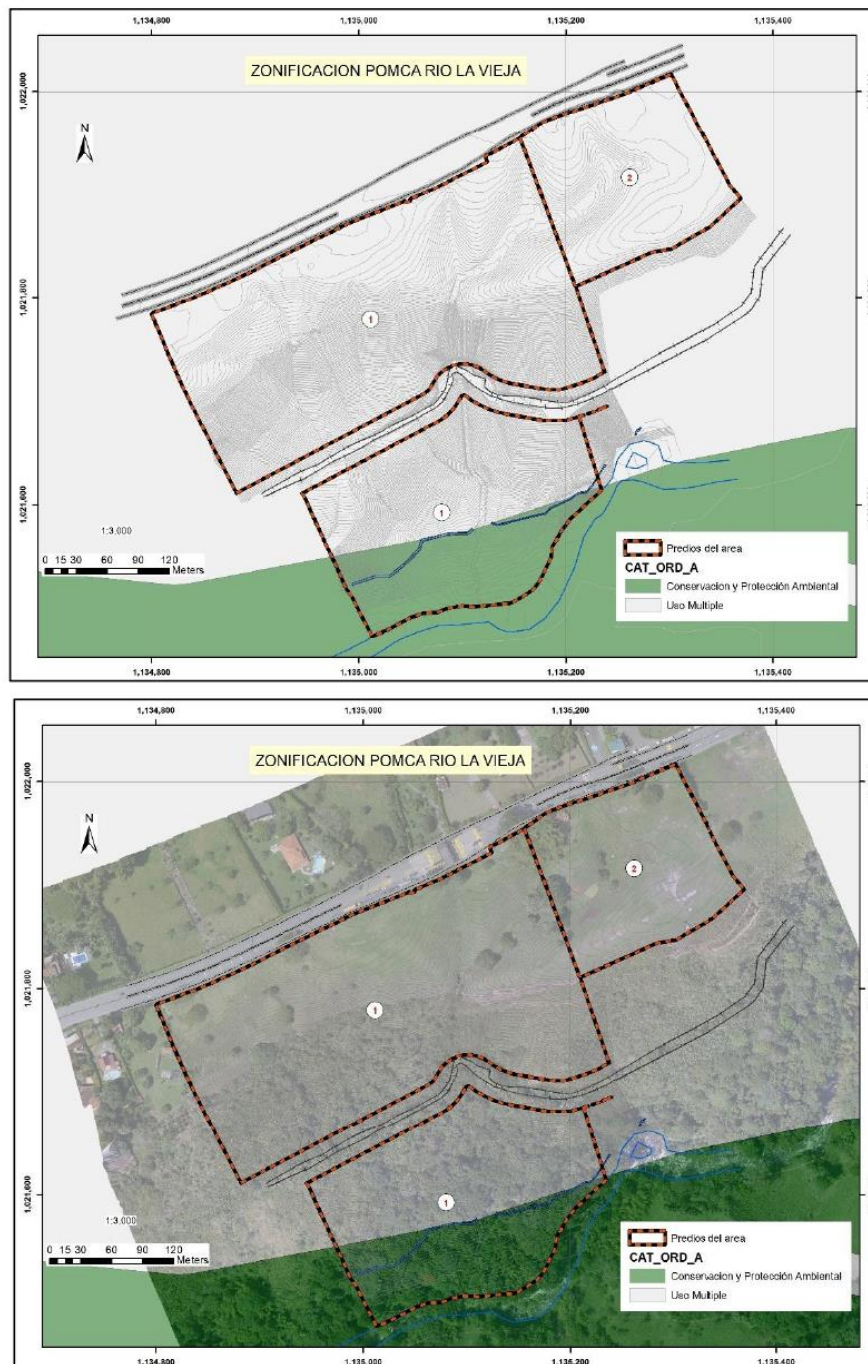 1,134,800 1,135,000 1,135,200 1,135,400
ZONIFICACION POMCA RIO LA VIEJA
1,022,000
N
2
1,021,800
1
1,021,600
1
1:3.000
0 15 30 60 90 120
Meters
Predios del area
CAT_ORD_A
Conservacion y Protección Ambiental
Uso Multiple
1,134,800 1,135,000 1,135,200 1,135,400
1,134,800 1,135,000 1,135,200 1,135,400
ZONIFICACION POMCA RIO LA VIEJA
1,022,000
N
2
1,021,800
1
1,021,600
1
1:3.000
0 15 30 60 90 120
Meters
Predios del area
CAT_ORD_A
Conservacion y Protección Ambiental
Uso Multiple
1,134,800 1,135,000 1,135,200 1,135,400